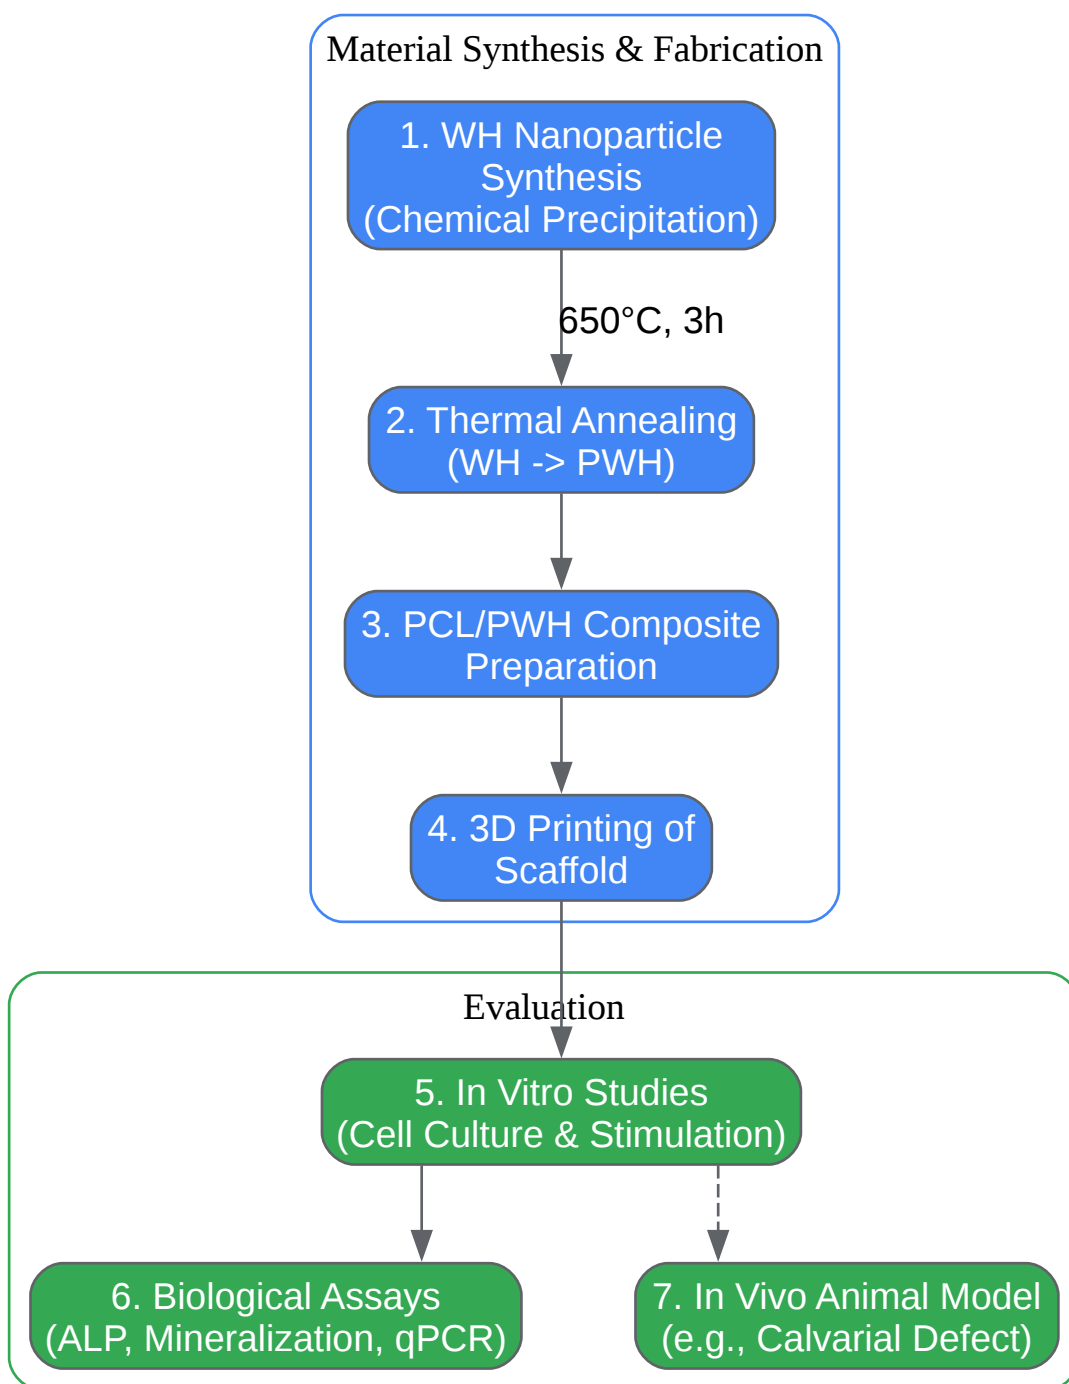 Material Synthesis & Fabrication
1. WH Nanoparticle
Synthesis
(Chemical Precipitation)
650°C, 3h
2. Thermal Annealing
(WH -> PWH)
3. PCL/PWH Composite
Preparation
4. 3D Printing of
Scaffold
Evaluation
5. In Vitro Studies
(Cell Culture & Stimulation)
6. Biological Assays
(ALP, Mineralization, qPCR)
7. In Vivo Animal Model
(e.g., Calvarial Defect)